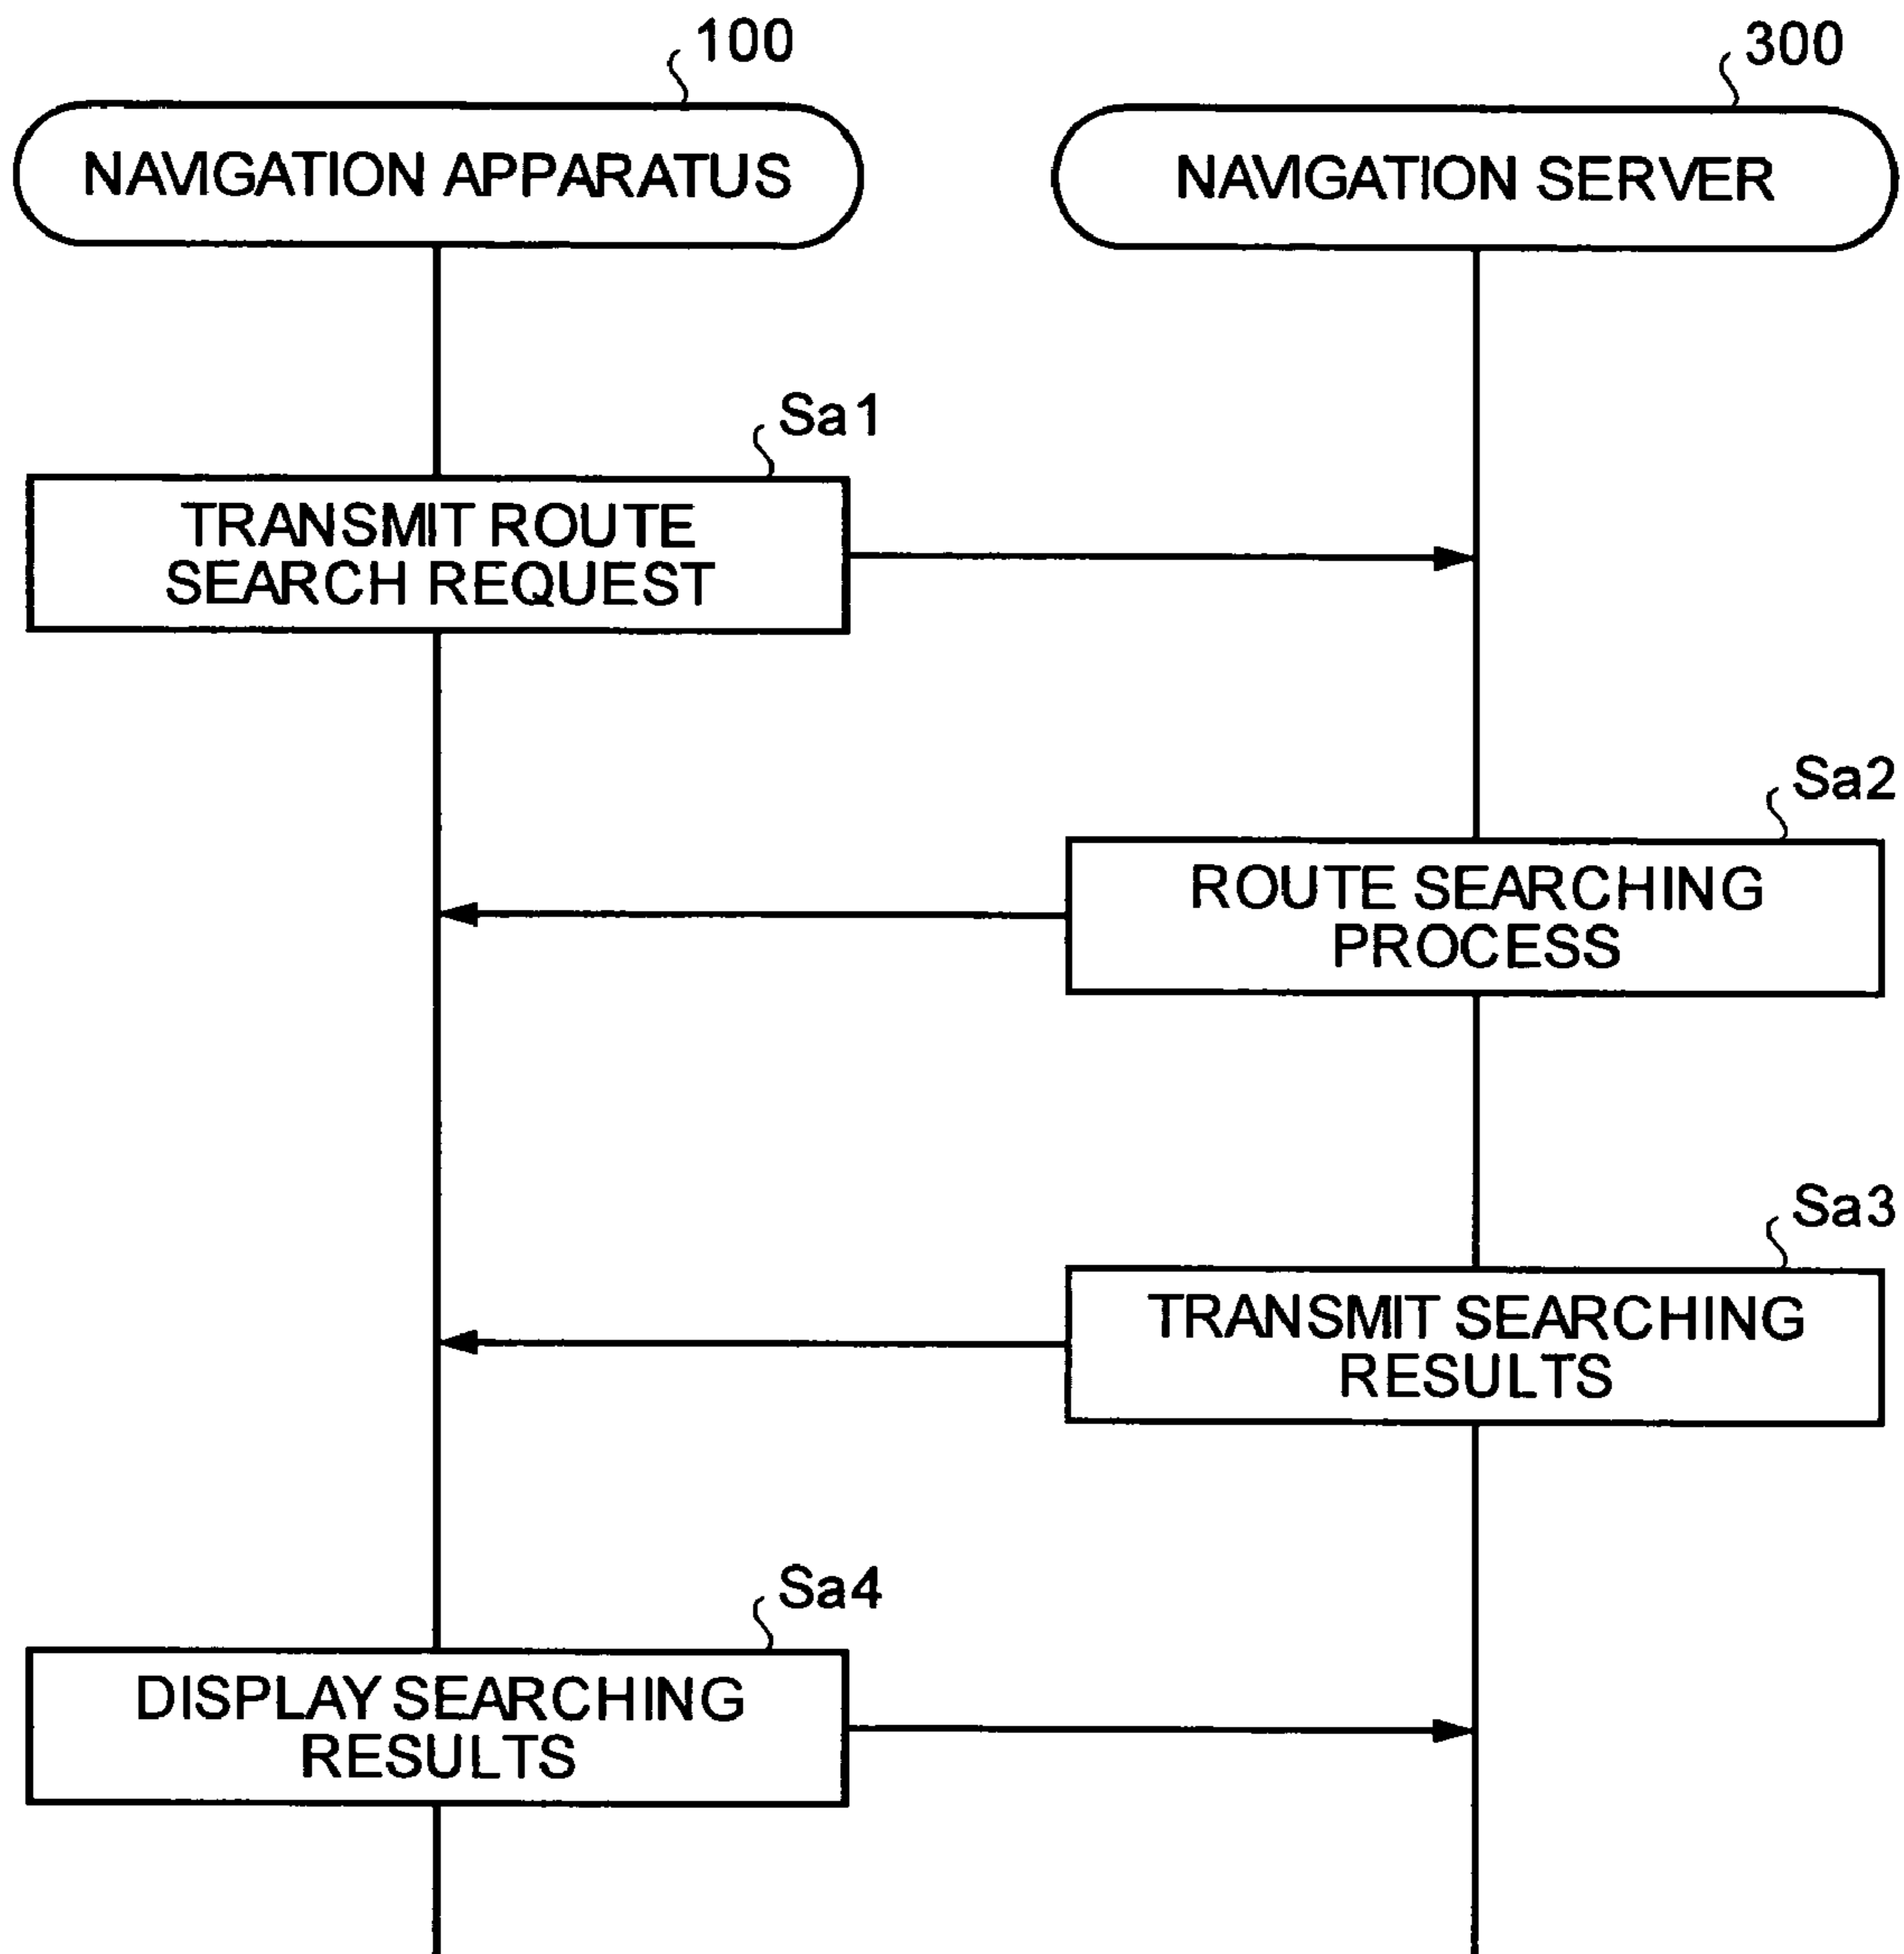 100
300
NAVIGATION APPARATUS
NAVIGATION SERVER
Sa1
TRANSMIT ROUTE
SEARCH REQUEST
Sa2
ROUTE SEARCHING
PROCESS
Sa3
TRANSMIT SEARCHING
RESULTS
Sa4
DISPLAY SEARCHING
RESULTS